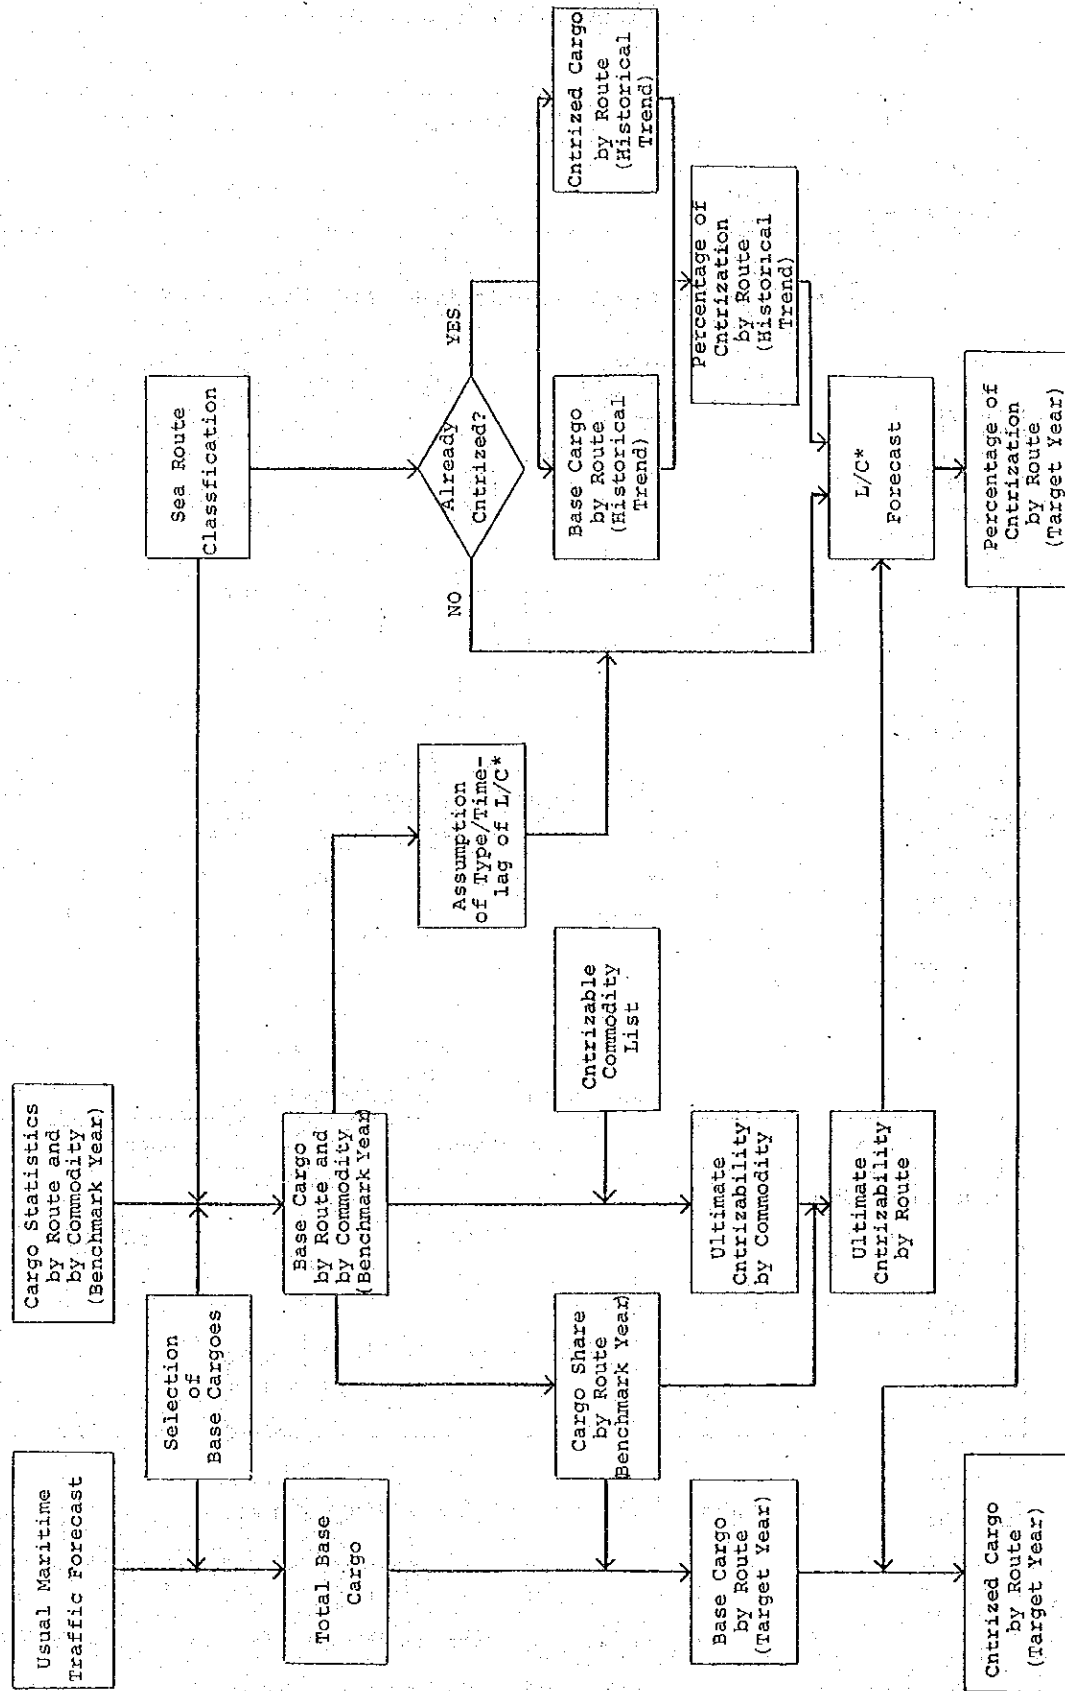 Usual Maritime
Traffic Forecast
Cargo Statistics
by Route and
by Commodity
(Benchmark Year)
Selection
of
Base Cargoes
Sea Route
Classfication
Total Base
Cargo
Base Cargo
by Route and
by Commodity
(Benchmark Year)
Assumption
of Type/Time-
lag of L/C*
Already
Cntrized?
NO
YES
Cargo Share
by Route
Benchmark Year)
Cntrizable
Commodity
List
Base Cargo
by Route
(Historical
Trend)
Cntrized Cargo
by Route
(Historical
Trend)
Base Cargo
by Route
(Target Year)
Ultimate
Cntrizability
by Commodity
Percentage of
Cntrization
by Route
(Historical
Trend)
Ultimate
Cntrizability
by Route
L/C*
Forecast
Cntrized Cargo
by Route
(Target Year)
Percentage of
Cntrization
by Route
(Target Year)